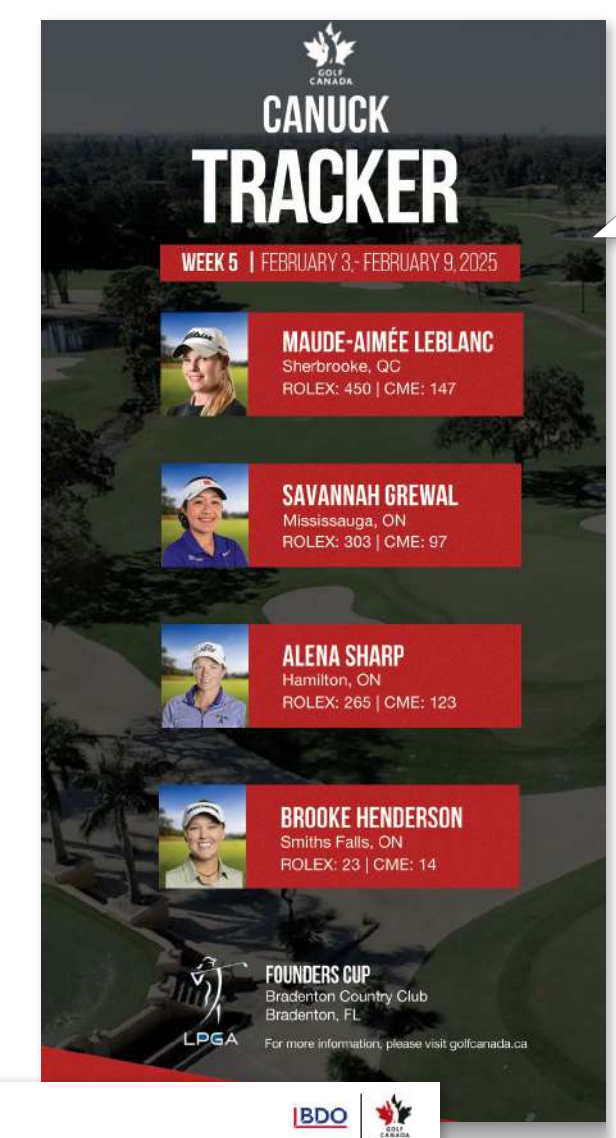 GOLF
CANADA
CANUCK
TRACKER
WEEK 5 | FEBRUARY 3,- FEBRUARY 9, 2025
MAUDE-AIMÉE LEBLANC
Sherbrooke, QC
ROLEX: 450 | CME: 147
SAVANNAH GREWAL
Mississauga, ON
ROLEX: 303 | CME: 97
ALENA SHARP
Hamilton, ON
ROLEX: 265 | CME: 123
BROOKE HENDERSON
Smiths Falls, ON
ROLEX: 23 | CME: 14
FOUNDERS CUP
Bradenton Country Club
Bradenton, FL
LPGA
For more information, please visit golfcanada.ca
BDO
GOLF
CANADA